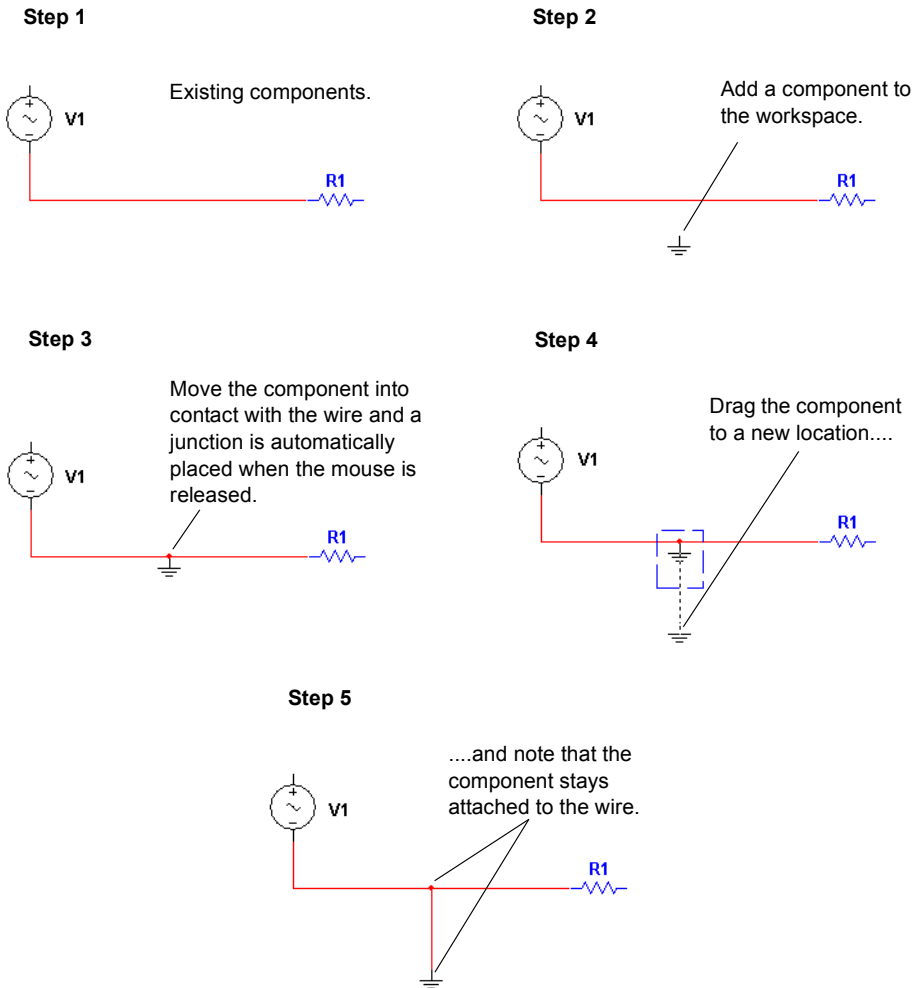 Step 1
Existing components.
V1
R1
Step 2
Add a component to
the workspace.
V1
R1
Step 3
Move the component into
contact with the wire and a
junction is automatically
placed when the mouse is
released.
V1
R1
Step 4
Drag the component
to a new location....
V1
R1
Step 5
....and note that the
component stays
attached to the wire.
V1
R1